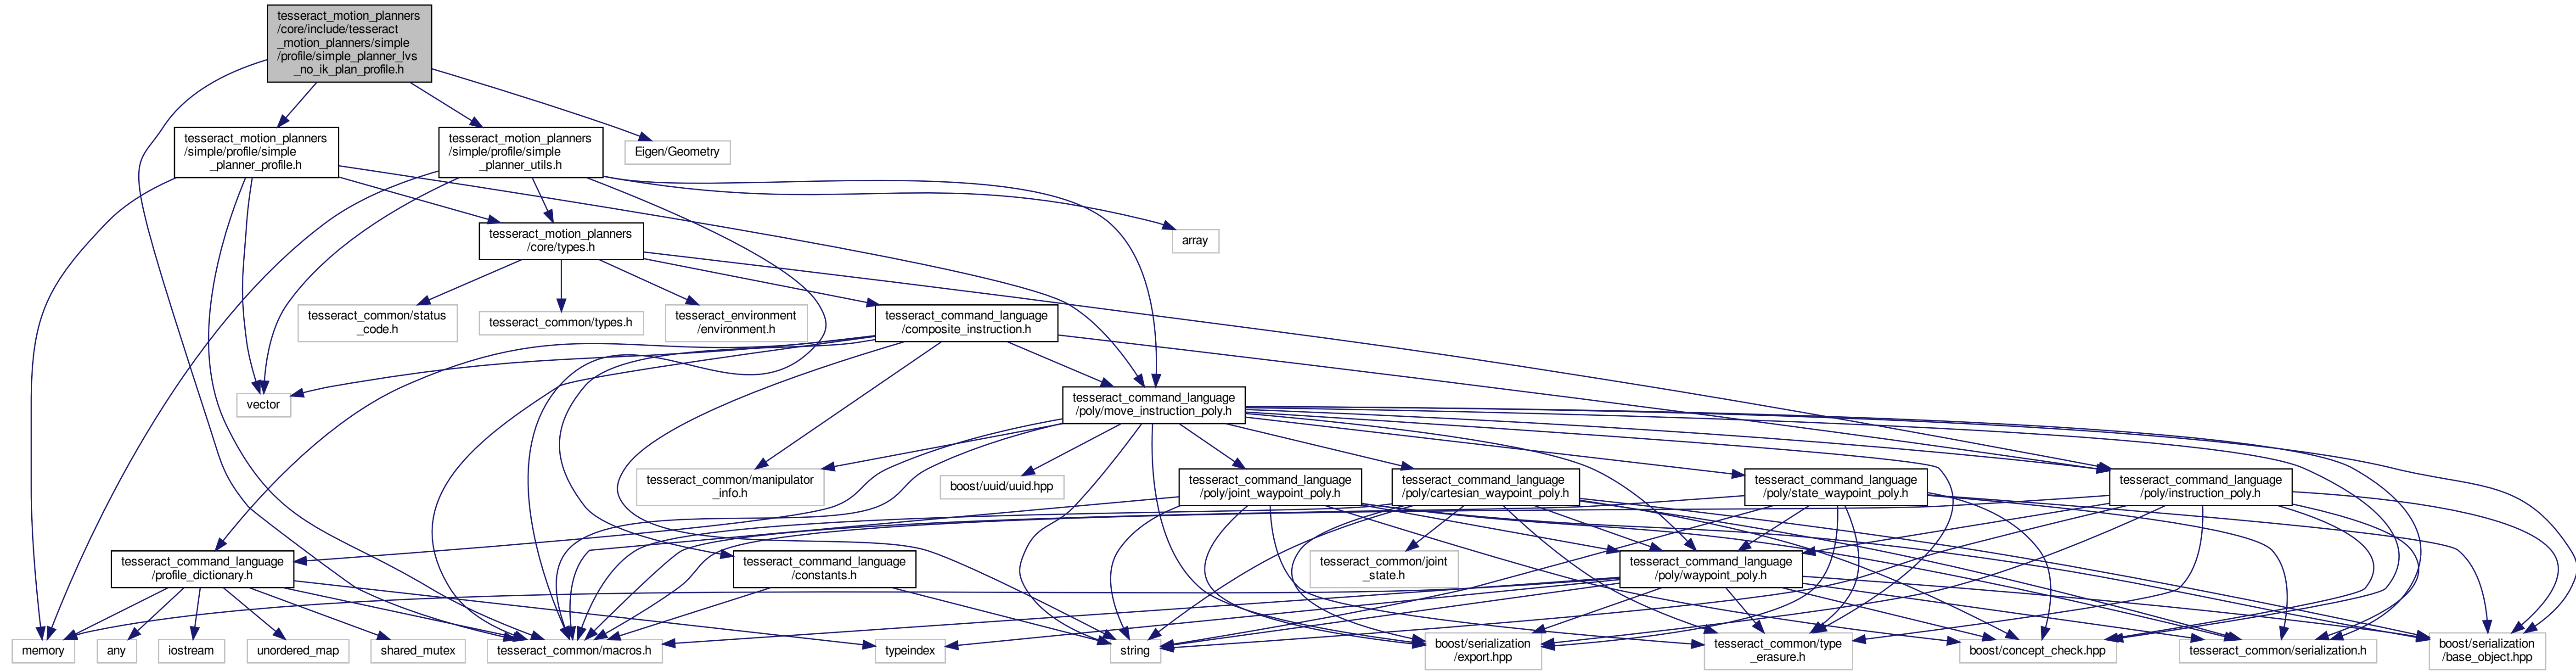 tesseract_motion_planners
/core/include/tesseract
_motion_planners/simple
/profile/simple_planner_lvs
_no_ik_plan_profile.h
tesseract_motion_planners
/simple/profile/simple
_planner_profile.h
tesseract_motion_planners
/simple/profile/simple
_planner_utils.h
Eigen/Geometry
tesseract_motion_planners
/core/types.h
array
tesseract_common/status
_code.h
tesseract_common/types.h
tesseract_environment
/environment.h
tesseract_command_language
/composite_instruction.h
vector
tesseract_command_language
/poly/move_instruction_poly.h
tesseract_common/manipulator
_info.h
boost/uuid/uuid.hpp
tesseract_command_language
/poly/joint_waypoint_poly.h
tesseract_command_language
/poly/cartesian_waypoint_poly.h
tesseract_command_language
/poly/state_waypoint_poly.h
tesseract_command_language
/poly/instruction_poly.h
tesseract_command_language
/profile_dictionary.h
tesseract_command_language
/constants.h
tesseract_common/joint
_state.h
tesseract_command_language
/poly/waypoint_poly.h
memory
any
iostream
unordered_map
shared_mutex
tesseract_common/macros.h
typeindex
string
boost/serialization
/export.hpp
tesseract_common/type
_erasure.h
boost/concept_check.hpp
tesseract_common/serialization.h
boost/serialization
/base_object.hpp